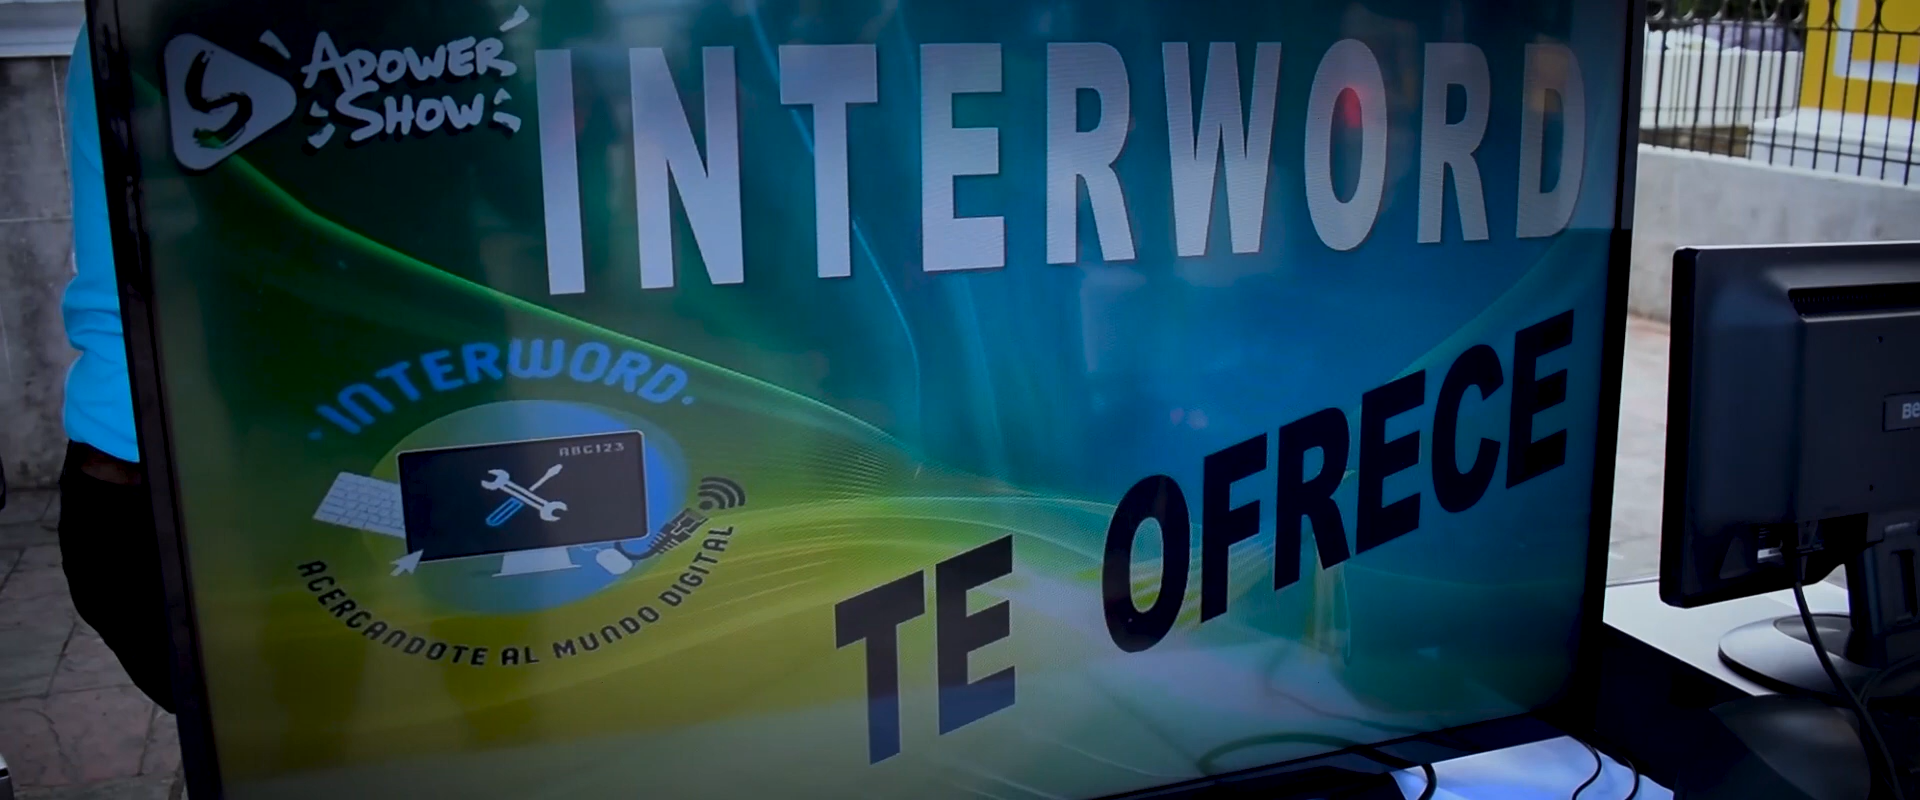 APOWER
SHOW
INTERWORD
INTERWORD
ABC123
ACERCANDOTE AL MUNDO DIGITAL
TE OFRECE